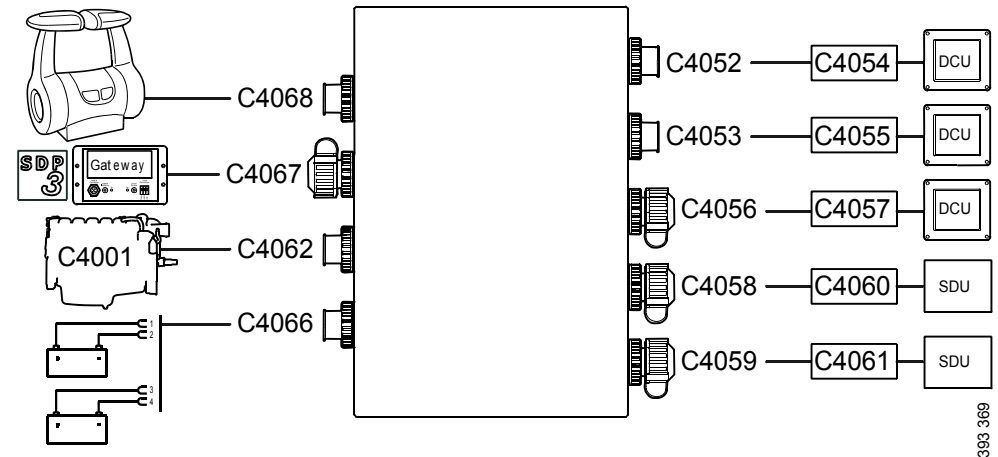 C4068
SDP
3
Gateway
C4067
C4001
C4062
C4066
1
2
3
4
C4052
C4054
DCU
C4053
C4055
DCU
C4056
C4057
DCU
C4058
C4060
SDU
C4059
C4061
SDU
393 369